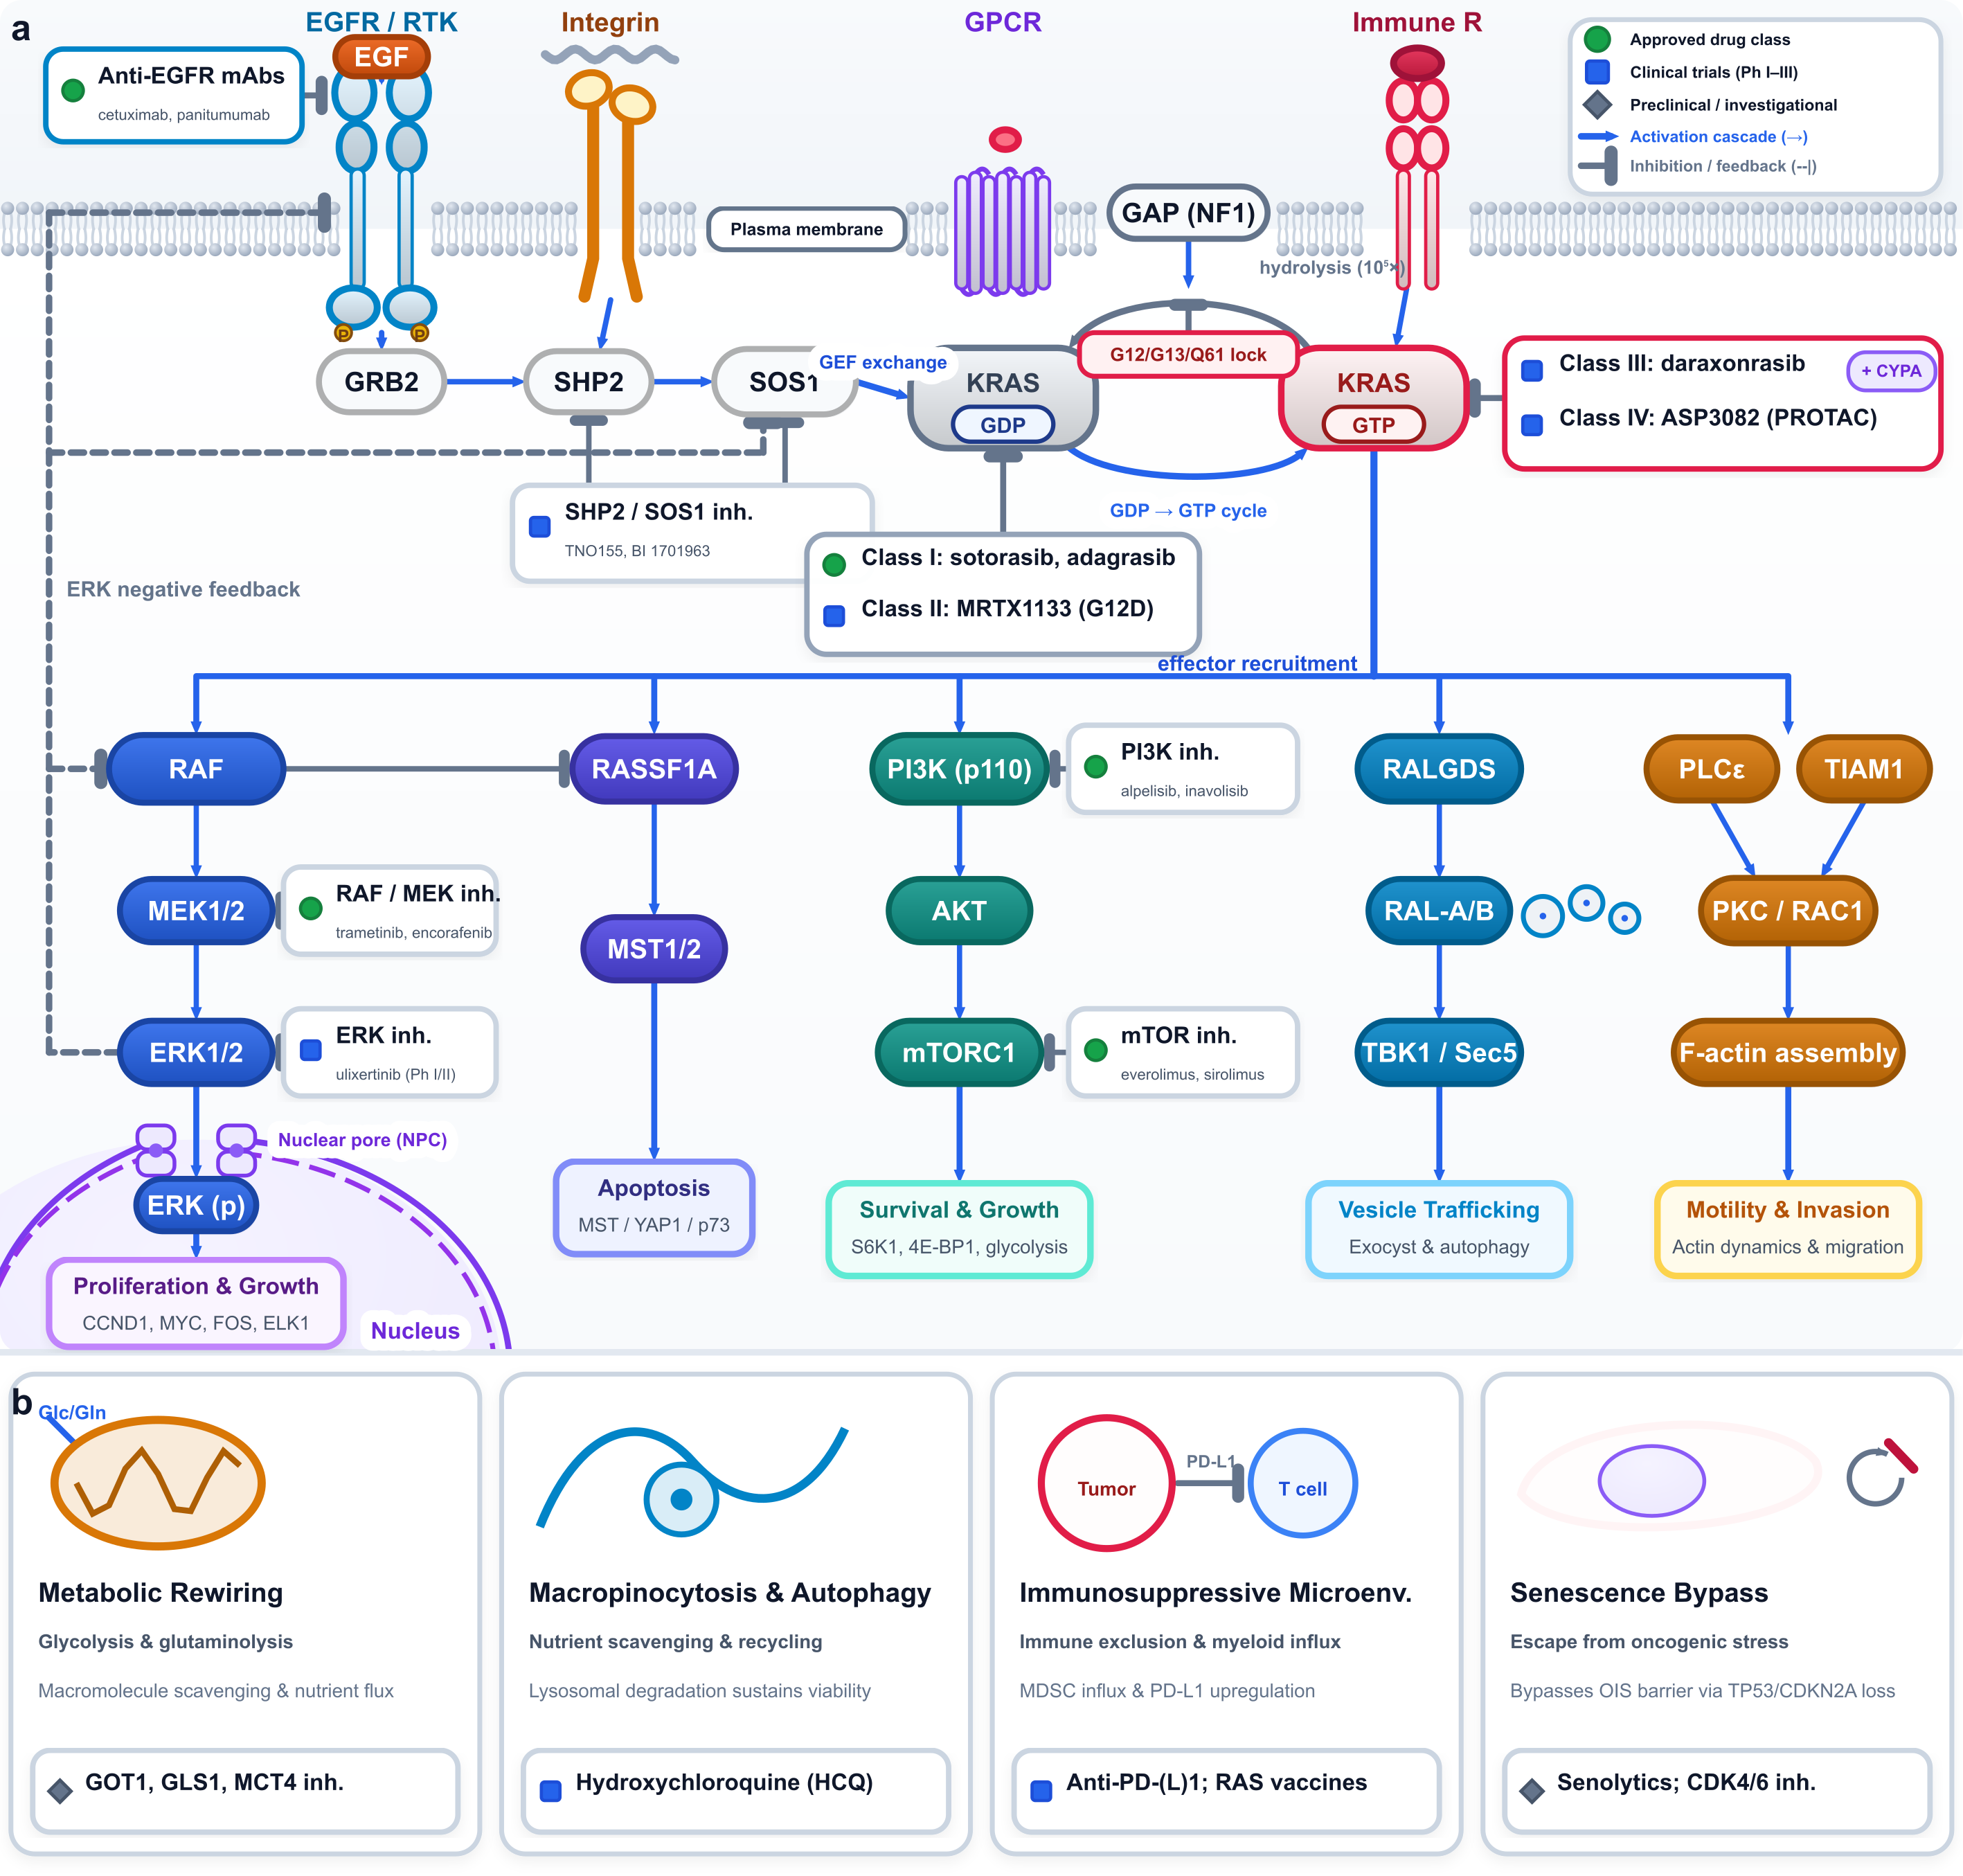 a
EGFR / RTK
Integrin
GPCR
Immune R
EGF
Anti-EGFR mAbs
cetuximab, panitumumab
Approved drug class
Clinical trials (Ph I–III)
Preclinical / investigational
Activation cascade (→)
Inhibition / feedback (--|)
Plasma membrane
GAP (NF1)
hydrolysis (10⁵×)
P
P
GRB2
SHP2
SOS1
GEF exchange
KRAS
GDP
G12/G13/Q61 lock
KRAS
GTP
Class III: daraxonrasib
+ CYPA
Class IV: ASP3082 (PROTAC)
SHP2 / SOS1 inh.
TNO155, BI 1701963
GDP → GTP cycle
Class I: sotorasib, adagrasib
Class II: MRTX1133 (G12D)
ERK negative feedback
effector recruitment
RAF
RASSF1A
PI3K (p110)
PI3K inh.
alpelisib, inavolisib
RALGDS
PLCε
TIAM1
MEK1/2
RAF / MEK inh.
trametinib, encorafenib
MST1/2
AKT
RAL-A/B
PKC / RAC1
ERK1/2
ERK inh.
ulixertinib (Ph I/II)
mTORC1
mTOR inh.
everolimus, sirolimus
TBK1 / Sec5
F-actin assembly
Nuclear pore (NPC)
ERK (p)
Apoptosis
MST / YAP1 / p73
Survival & Growth
S6K1, 4E-BP1, glycolysis
Vesicle Trafficking
Exocyst & autophagy
Motility & Invasion
Actin dynamics & migration
Proliferation & Growth
CCND1, MYC, FOS, ELK1
Nucleus
b
Glc/Gln
Metabolic Rewiring
Glycolysis & glutaminolysis
Macromolecule scavenging & nutrient flux
GOT1, GLS1, MCT4 inh.
Macropinocytosis & Autophagy
Nutrient scavenging & recycling
Lysosomal degradation sustains viability
Hydroxychloroquine (HCQ)
Tumor
PD-L1
T cell
Immunosuppressive Microenv.
Immune exclusion & myeloid influx
MDSC influx & PD-L1 upregulation
Anti-PD-(L)1; RAS vaccines
Senescence Bypass
Escape from oncogenic stress
Bypasses OIS barrier via TP53/CDKN2A loss
Senolytics; CDK4/6 inh.